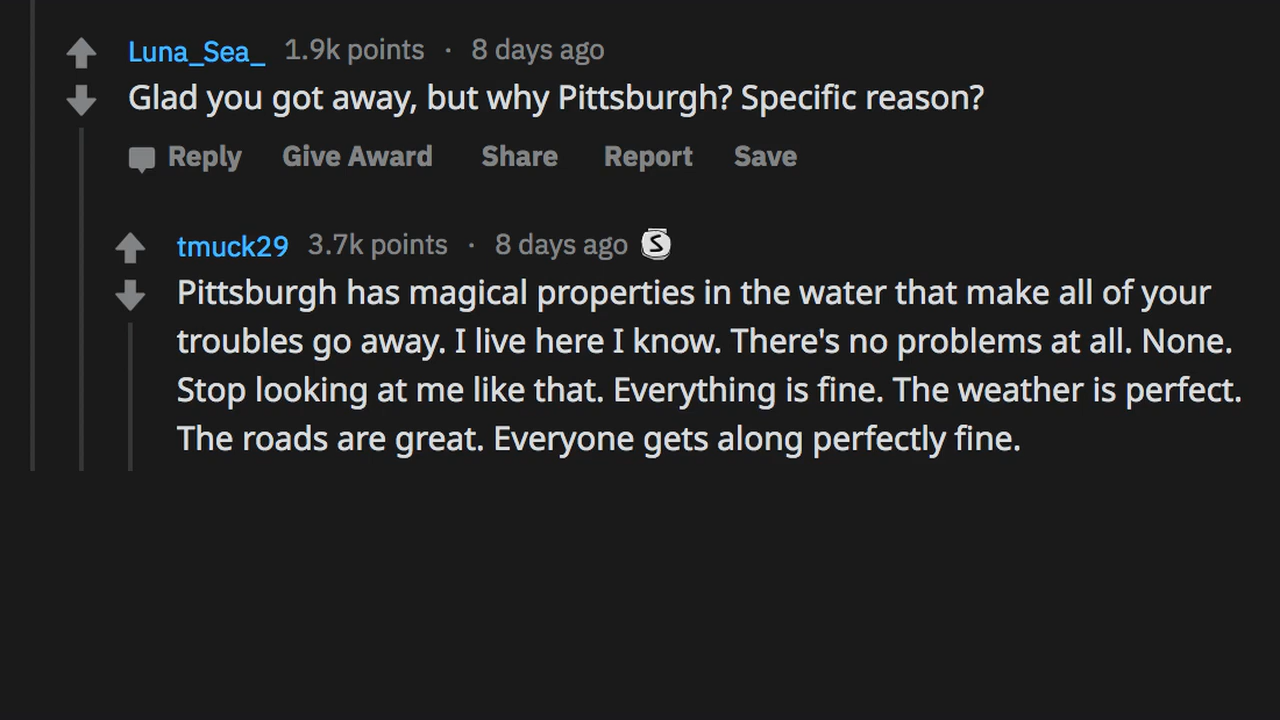 Luna_Sea_ 1.9k points · 8 days ago
Glad you got away, but why Pittsburgh? Specific reason?
Reply Give Award Share Report Save
tmuck29 3.7k points · 8 days ago S
Pittsburgh has magical properties in the water that make all of your
troubles go away. I live here I know. There's no problems at all. None.
Stop looking at me like that. Everything is fine. The weather is perfect.
The roads are great. Everyone gets along perfectly fine.